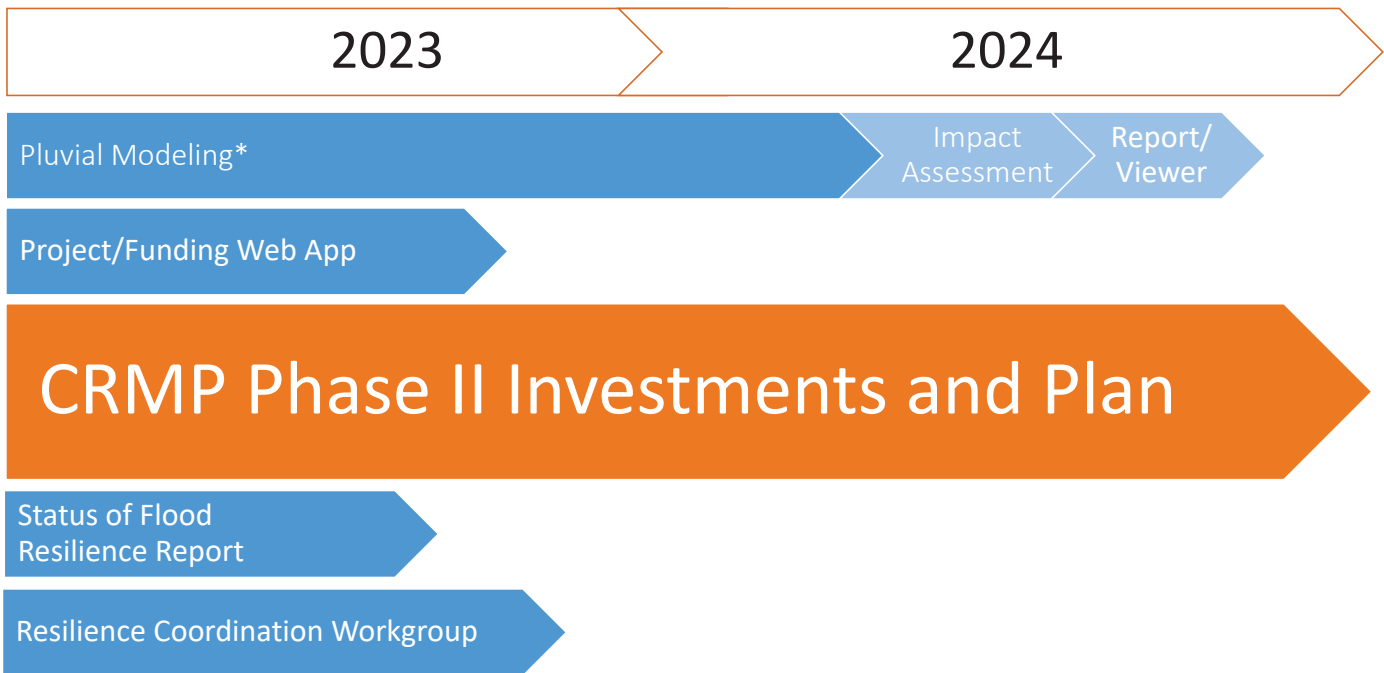 2023
2024
Pluvial Modeling*
Impact
Assessment
Report/
Viewer
Project/Funding Web App
CRMP Phase II Investments and Plan
Status of Flood
Resilience Report
Resilience Coordination Workgroup